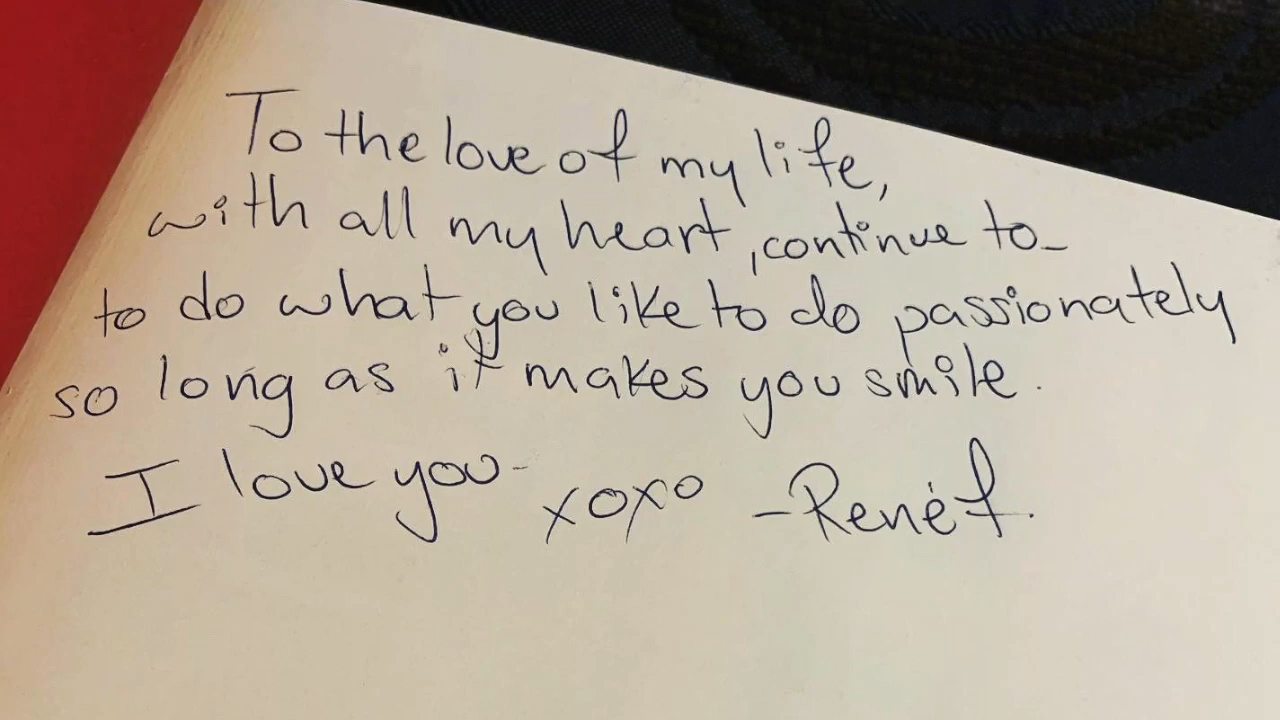 To the love of my life,
with all my heart, continue to
to do what you like to do passionately
so long as it makes you smile.
I love you- xoxo -Renét.